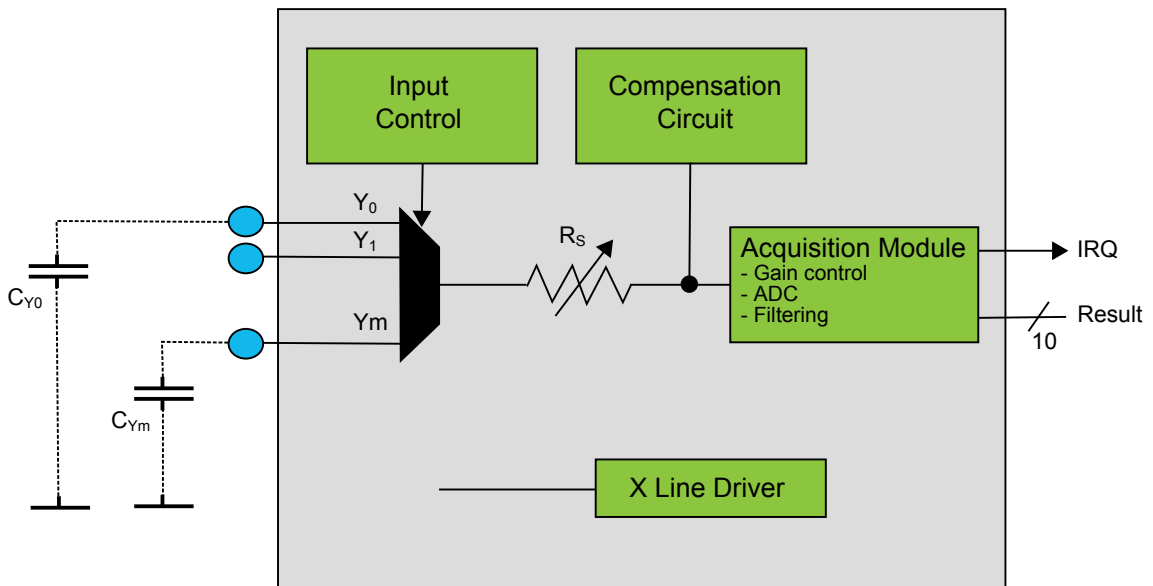 Input
Control
Compensation
Circuit
Y0
Y1
Ym
RS
Acquisition Module
- Gain control
- ADC
- Filtering
IRQ
Result
10
CY0
CYm
X Line Driver